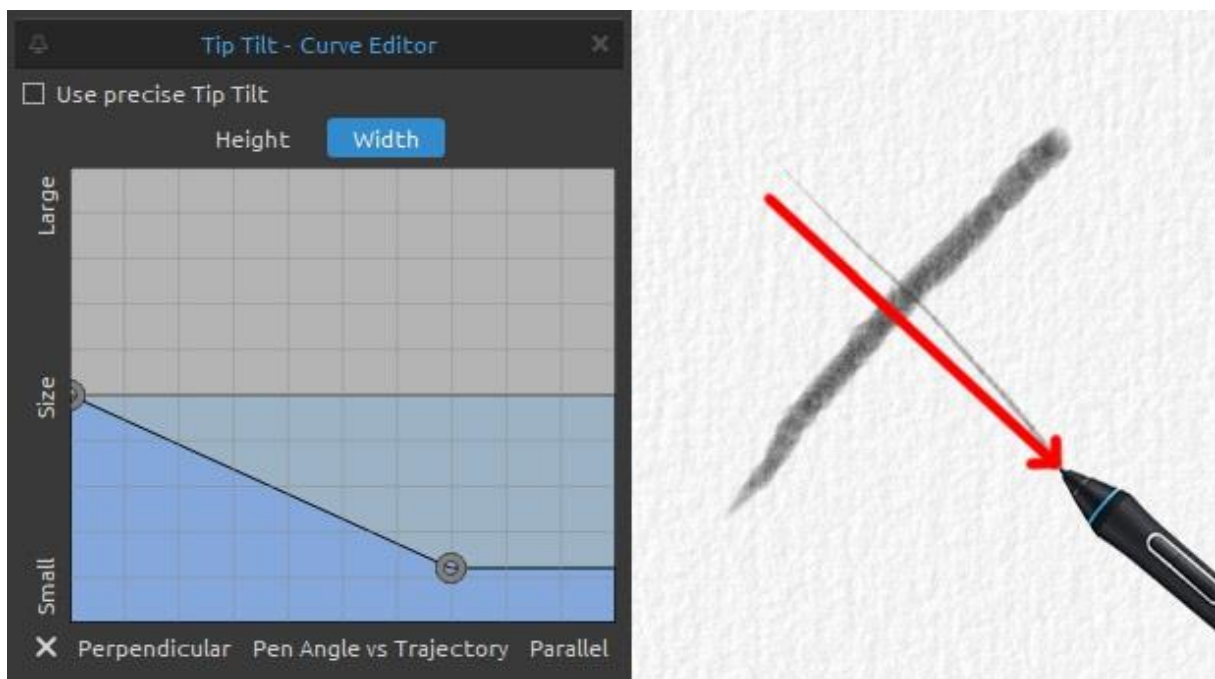 Tip Tilt - Curve Editor
Use precise Tip Tilt
Height Width
Large
Size
Small
Perpendicular Pen Angle vs Trajectory Parallel